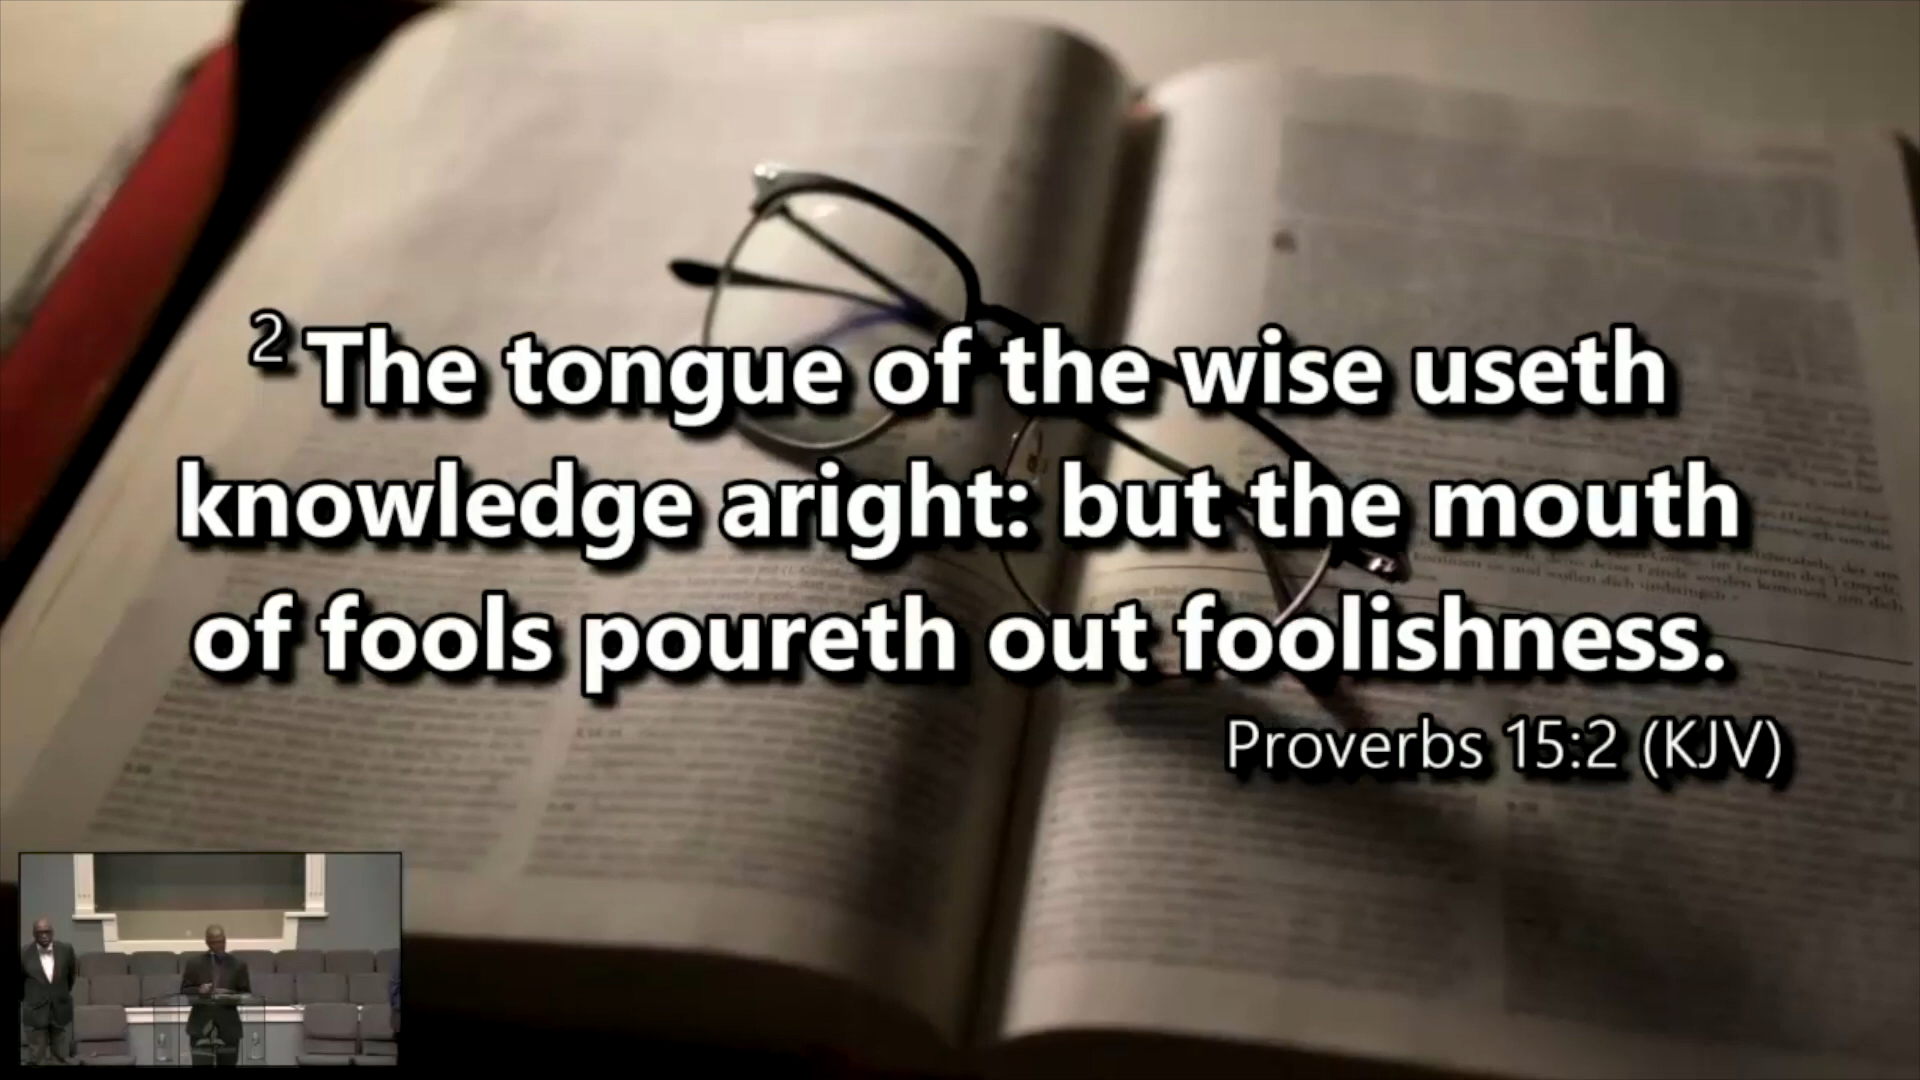 2 The tongue of the wise useth
knowledge aright: but the mouth
of fools poureth out foolishness.
Proverbs 15:2 (KJV)